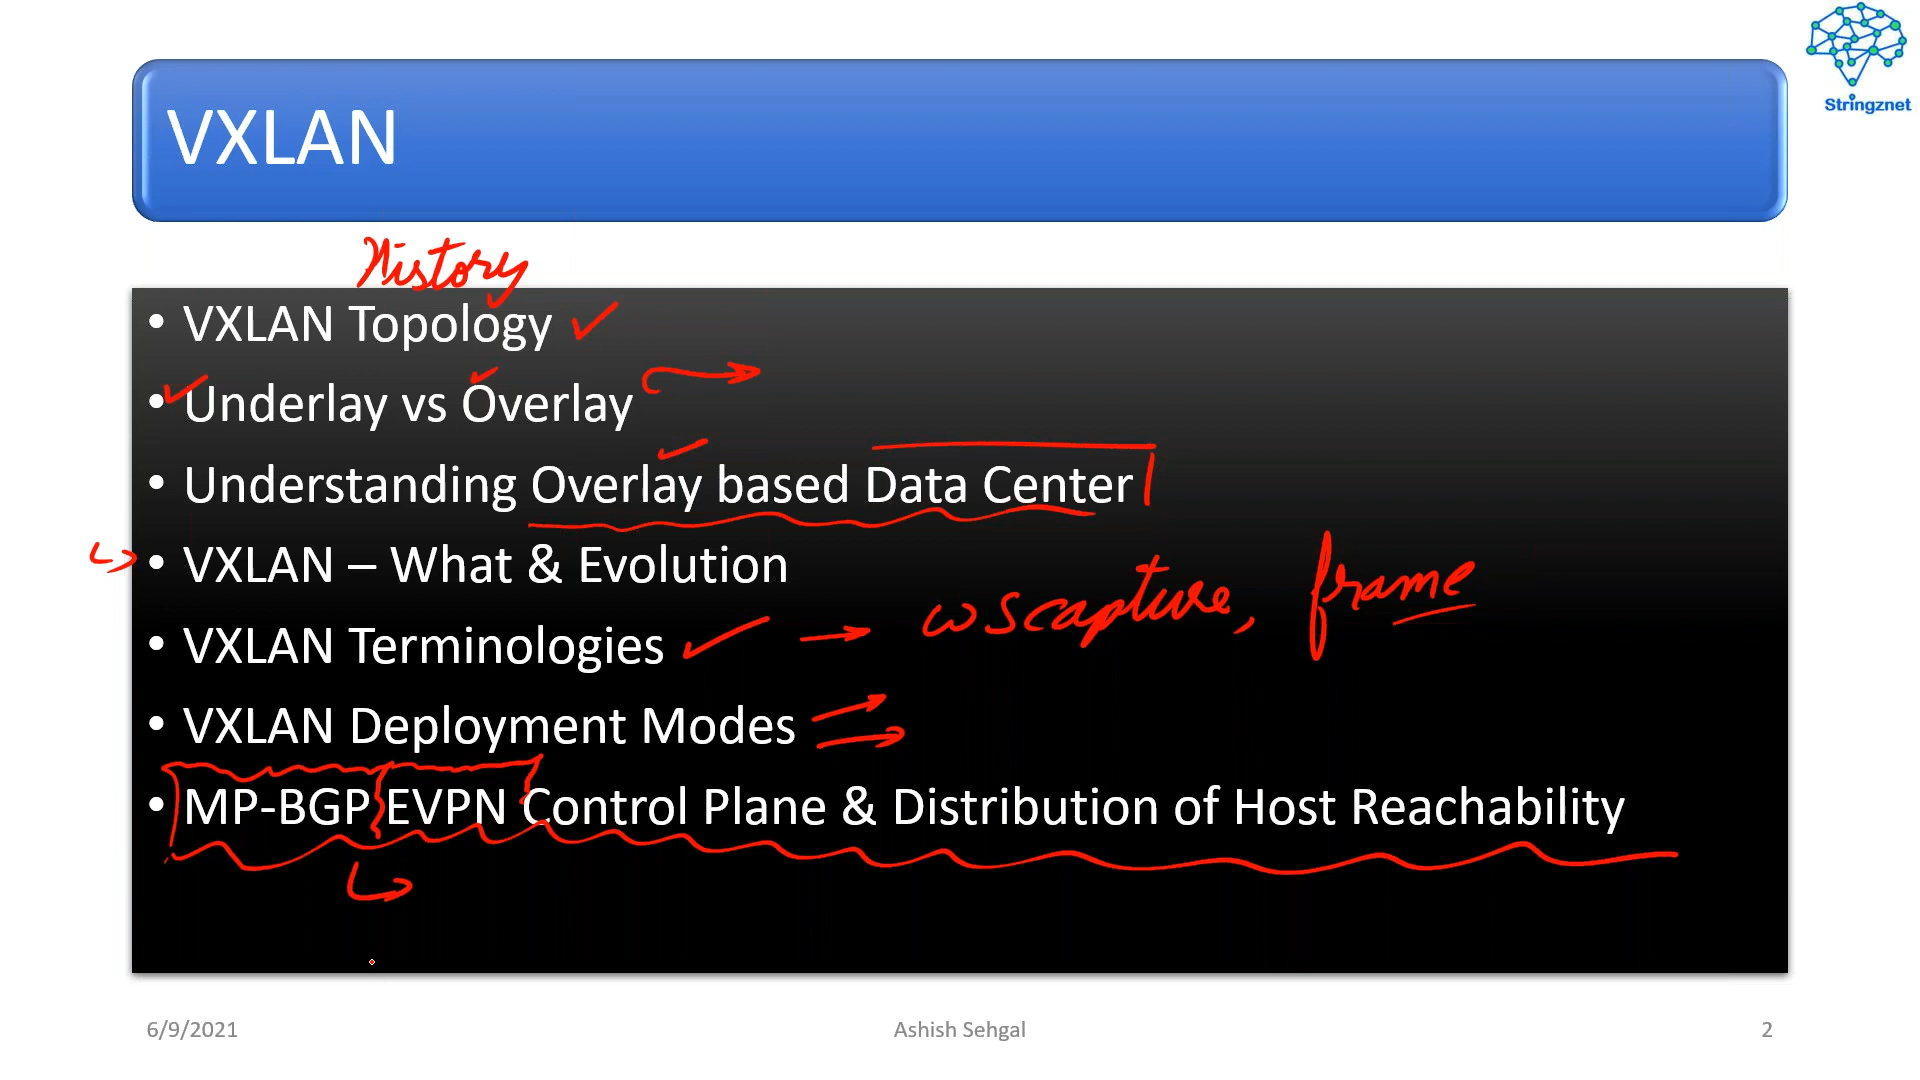 Stringznet
VXLAN
History
• VXLAN Topology
• Underlay vs Overlay
• Understanding Overlay based Data Center
• VXLAN – What & Evolution
• VXLAN Terminologies → wscapture, frame
• VXLAN Deployment Modes
• MP-BGP EVPN Control Plane & Distribution of Host Reachability
6/9/2021 Ashish Sehgal 2